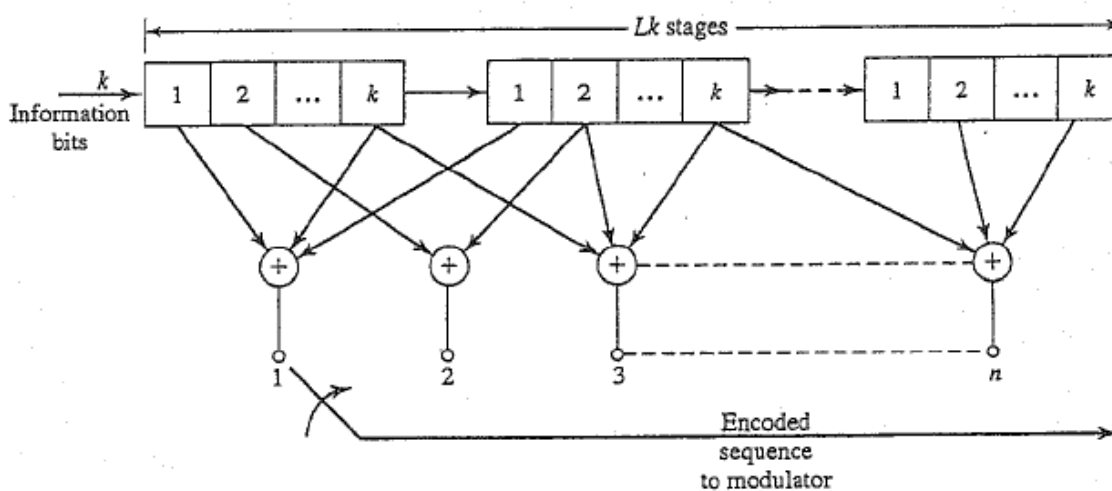 Lk stages
k
Information
bits
1 2 ... k
1 2 ... k
1 2 ... k
+ + + +
1 2 3 n
Encoded
sequence
to modulator